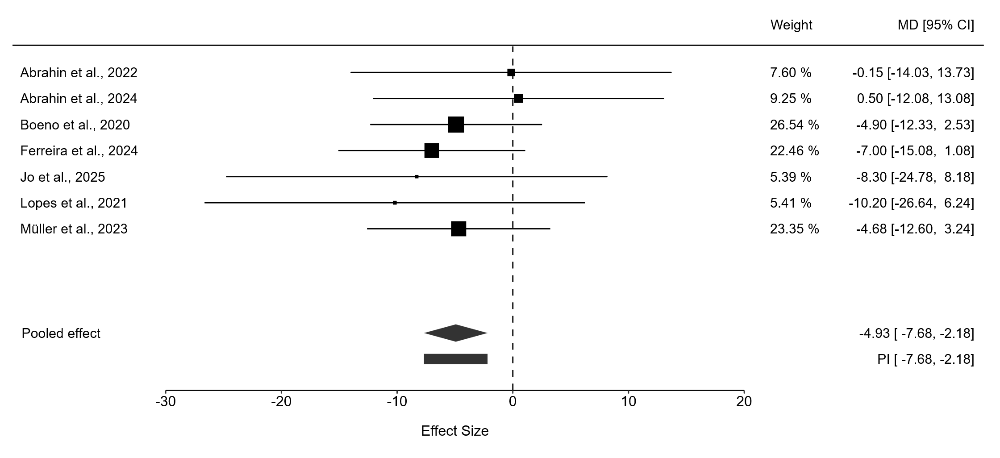 Weight MD [95% CI]
Abrahin et al., 2022 7.60 % -0.15 [-14.03, 13.73]
Abrahin et al., 2024 9.25 % 0.50 [-12.08, 13.08]
Boeno et al., 2020 26.54 % -4.90 [-12.33, 2.53]
Ferreira et al., 2024 22.46 % -7.00 [-15.08, 1.08]
Jo et al., 2025 5.39 % -8.30 [-24.78, 8.18]
Lopes et al., 2021 5.41 % -10.20 [-26.64, 6.24]
Müller et al., 2023 23.35 % -4.68 [-12.60, 3.24]
Pooled effect -4.93 [ -7.68, -2.18]
PI [ -7.68, -2.18]
-30 -20 -10 0 10 20
Effect Size